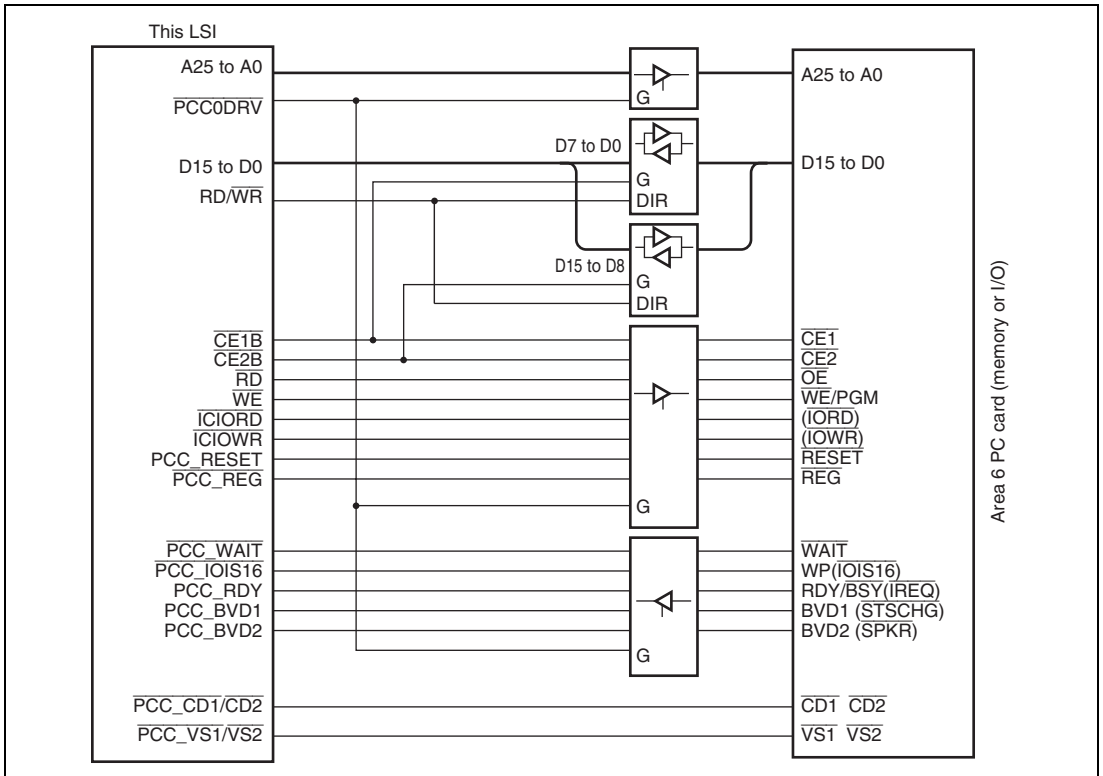 This LSI
A25 to A0
PCC0DRV
D15 to D0
RD/WR
CE1B
CE2B
RD
WE
ICIORD
ICIOWR
PCC_RESET
PCC_REG
PCC_WAIT
PCC_IOIS16
PCC_RDY
PCC_BVD1
PCC_BVD2
PCC_CD1/CD2
PCC_VS1/VS2
G
D7 to D0
G
DIR
D15 to D8
G
DIR
G
G
A25 to A0
D15 to D0
CE1
CE2
OE
WE/PGM
(IORD)
(IOWR)
RESET
REG
WAIT
WP(IOIS16)
RDY/BSY(IREQ)
BVD1 (STSCHG)
BVD2 (SPKR)
CD1 CD2
VS1 VS2
Area 6 PC card (memory or I/O)